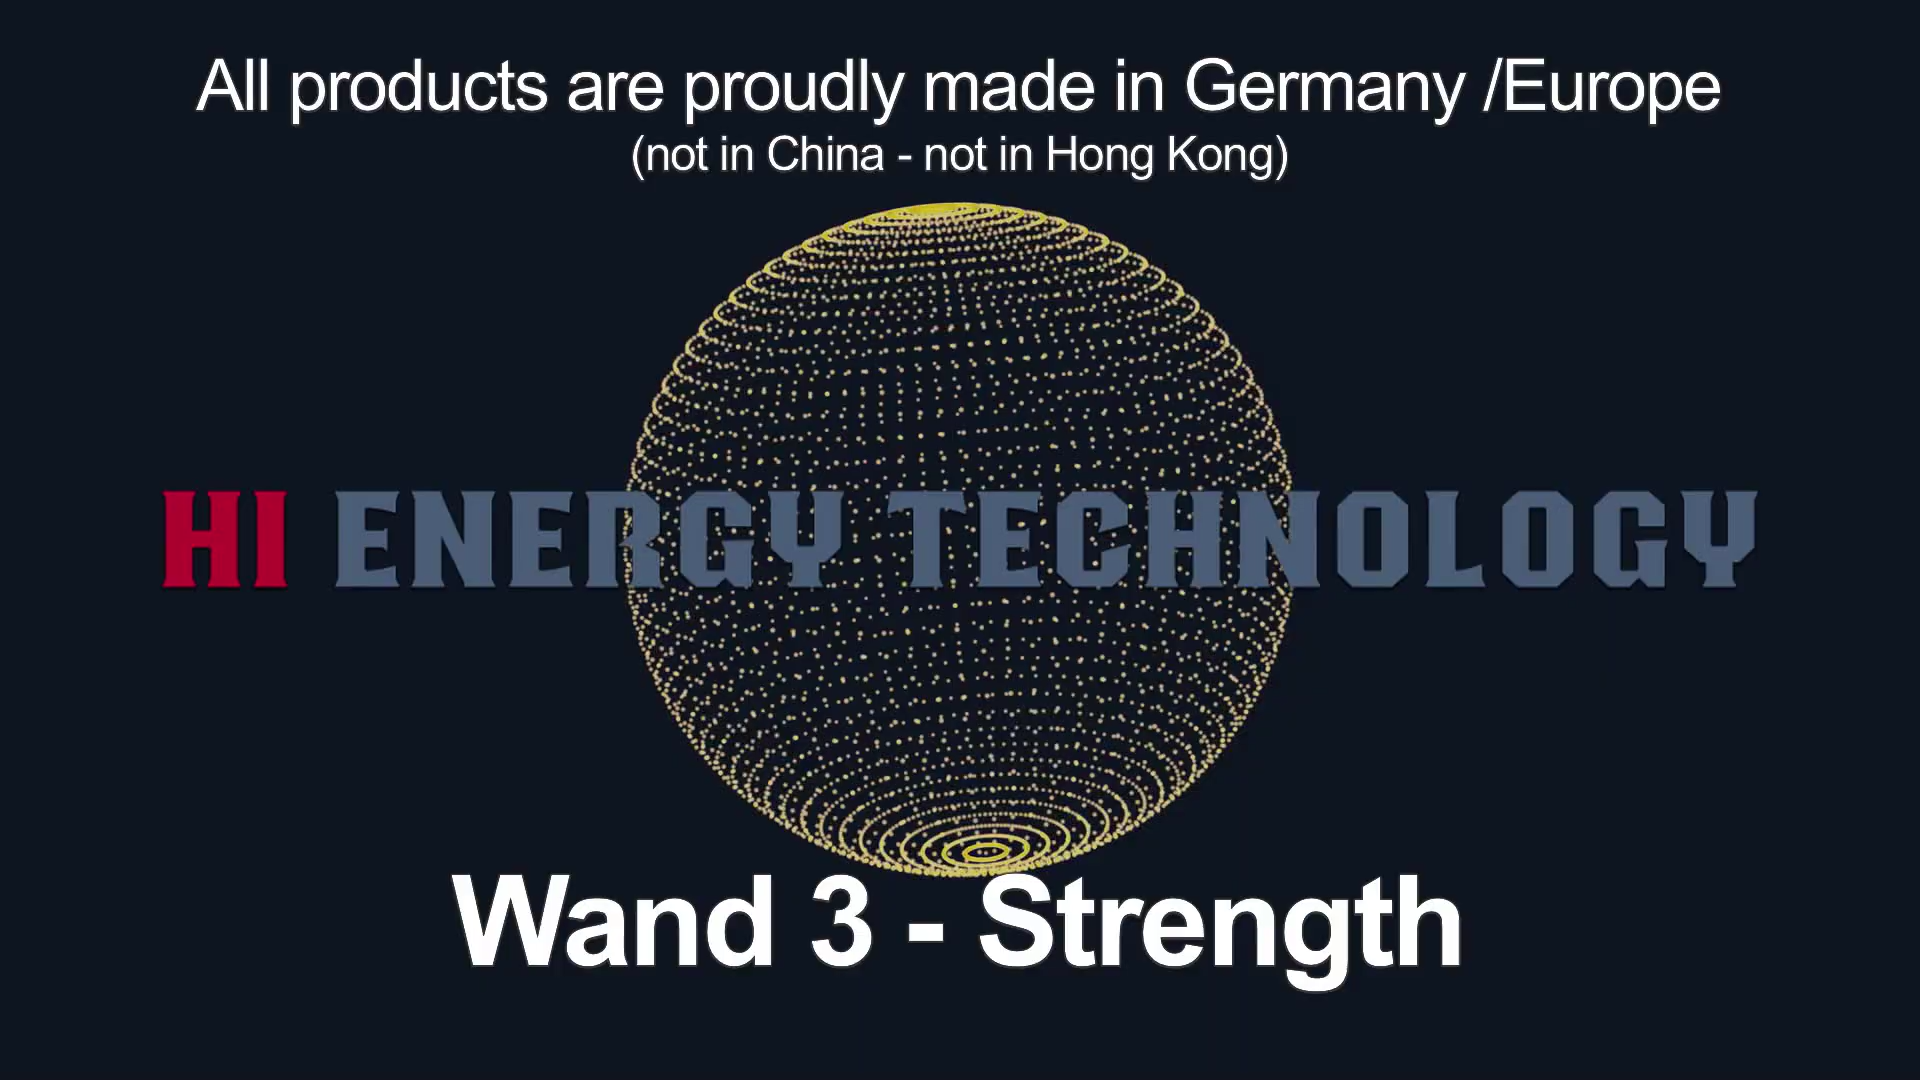 All products are proudly made in Germany /Europe
(not in China - not in Hong Kong)
HI ENERGY TECHNOLOGY
Wand 3 - Strength